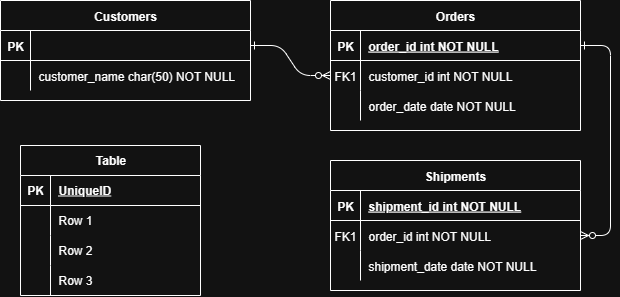 Customers
PK
customer_name char(50) NOT NULL
Orders
PK order_id int NOT NULL
FK1 customer_id int NOT NULL
order_date date NOT NULL
Table
PK UniqueID
Row 1
Row 2
Row 3
Shipments
PK shipment_id int NOT NULL
FK1 order_id int NOT NULL
shipment_date date NOT NULL